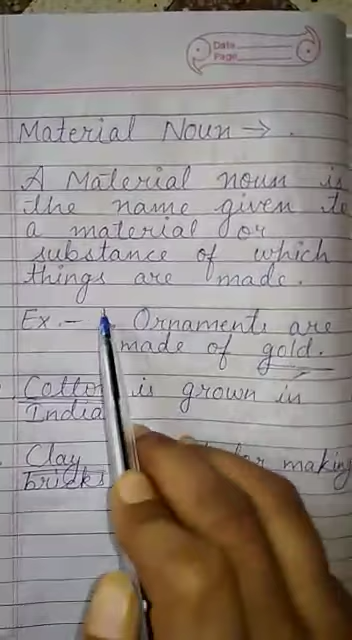 Date
Page
Material Noun →
A Material noun is
the name given to
a material or
substance of which
things are made.
Ex. - Ornaments are
made of gold.
Cotton is grown in
India
Clay for making
bricks